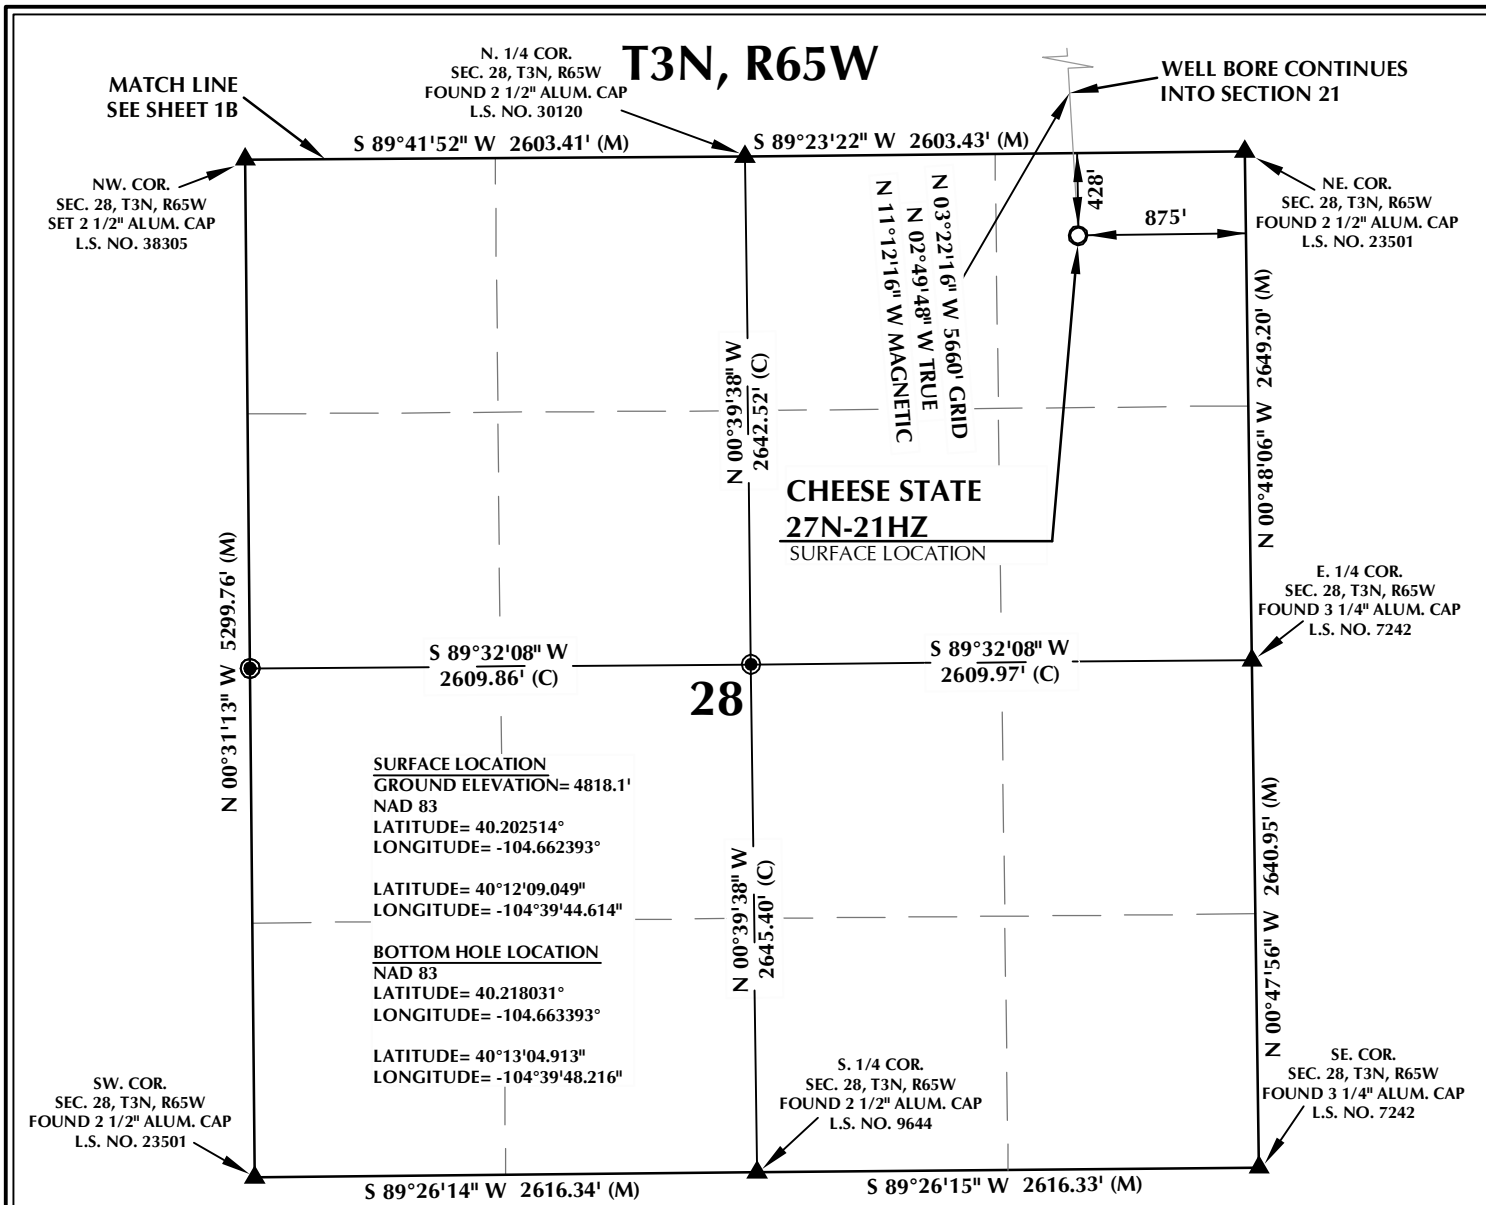 T3N, R65W
MATCH LINE
SEE SHEET 1B
N. 1/4 COR.
SEC. 28, T3N, R65W
FOUND 2 1/2" ALUM. CAP
L.S. NO. 30120
WELL BORE CONTINUES
INTO SECTION 21
S 89°41'52" W 2603.41' (M)
S 89°23'22" W 2603.43' (M)
NW. COR.
SEC. 28, T3N, R65W
SET 2 1/2" ALUM. CAP
L.S. NO. 38305
NE. COR.
SEC. 28, T3N, R65W
FOUND 2 1/2" ALUM. CAP
L.S. NO. 23501
428'
875'
N 03°22'16" W 5660' GRID
N 02°49'48" W TRUE
N 11°12'16" W MAGNETIC
N 00°39'38" W
2642.52' (C)
N 00°48'06" W 2649.20' (M)
CHEESE STATE
27N-21HZ
SURFACE LOCATION
N 00°31'13" W 5299.76' (M)
E. 1/4 COR.
SEC. 28, T3N, R65W
FOUND 3 1/4" ALUM. CAP
L.S. NO. 7242
S 89°32'08" W
2609.86' (C)
S 89°32'08" W
2609.97' (C)
28
SURFACE LOCATION
GROUND ELEVATION= 4818.1'
NAD 83
LATITUDE= 40.202514°
LONGITUDE= -104.662393°
LATITUDE= 40°12'09.049"
LONGITUDE= -104°39'44.614"
BOTTOM HOLE LOCATION
NAD 83
LATITUDE= 40.218031°
LONGITUDE= -104.663393°
LATITUDE= 40°13'04.913"
LONGITUDE= -104°39'48.216"
N 00°39'38" W
2645.40' (C)
N 00°47'56" W 2640.95' (M)
SW. COR.
SEC. 28, T3N, R65W
FOUND 2 1/2" ALUM. CAP
L.S. NO. 23501
S. 1/4 COR.
SEC. 28, T3N, R65W
FOUND 2 1/2" ALUM. CAP
L.S. NO. 9644
SE. COR.
SEC. 28, T3N, R65W
FOUND 3 1/4" ALUM. CAP
L.S. NO. 7242
S 89°26'14" W 2616.34' (M)
S 89°26'15" W 2616.33' (M)